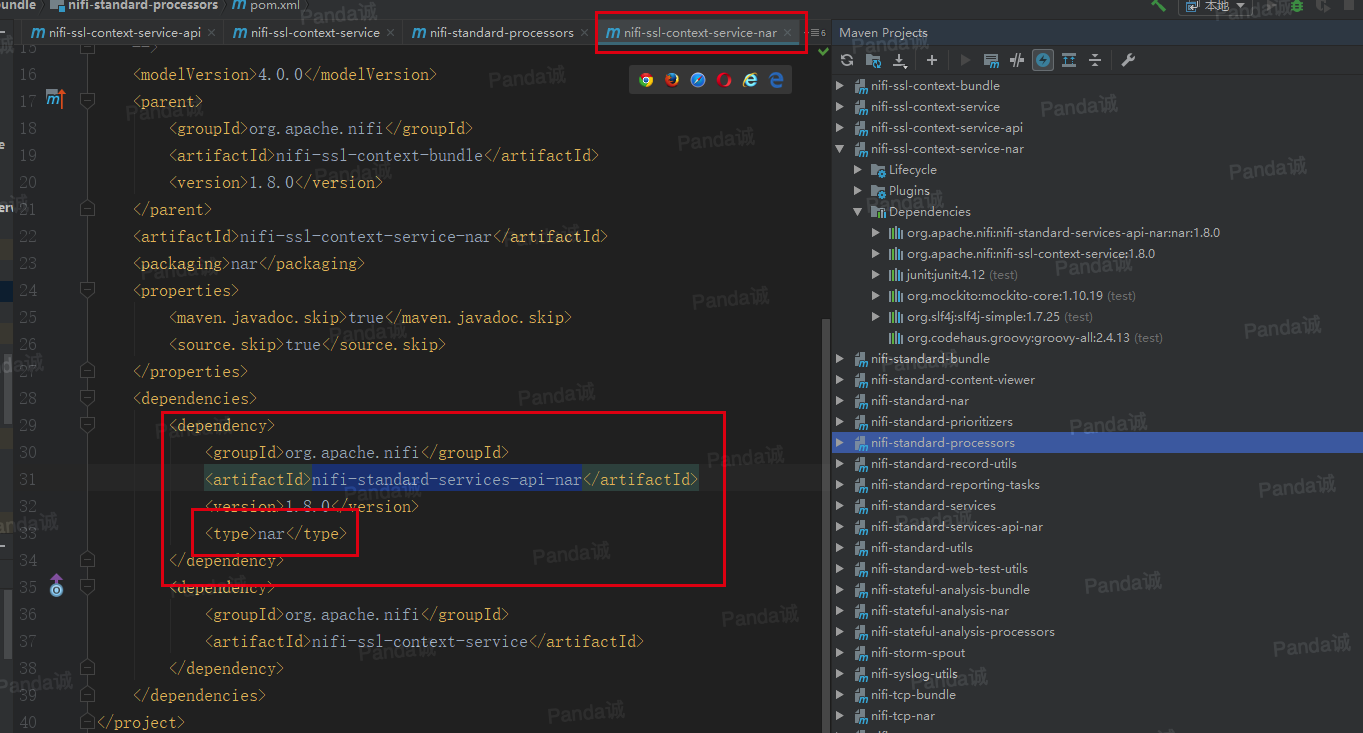 bundle nifi-standard-processors pom.xml 本地
nifi-ssl-context-service-api nifi-ssl-context-service nifi-standard-processors nifi-ssl-context-service-nar 6
Maven Projects
15 -->
16 <modelVersion>4.0.0</modelVersion>
17 <parent>
18 <groupId>org.apache.nifi</groupId>
19 <artifactId>nifi-ssl-context-bundle</artifactId>
20 <version>1.8.0</version>
21 </parent>
22 <artifactId>nifi-ssl-context-service-nar</artifactId>
23 <packaging>nar</packaging>
24 <properties>
25 <maven.javadoc.skip>true</maven.javadoc.skip>
26 <source.skip>true</source.skip>
27 </properties>
28 <dependencies>
29 <dependency>
30 <groupId>org.apache.nifi</groupId>
31 <artifactId>nifi-standard-services-api-nar</artifactId>
32 <version>1.8.0</version>
33 <type>nar</type>
34 </dependency>
35 <dependency>
36 <groupId>org.apache.nifi</groupId>
37 <artifactId>nifi-ssl-context-service</artifactId>
38 </dependency>
39 </dependencies>
40 </project>
nifi-ssl-context-bundle
nifi-ssl-context-service
nifi-ssl-context-service-api
nifi-ssl-context-service-nar
Lifecycle
Plugins
Dependencies
org.apache.nifi:nifi-standard-services-api-nar:nar:1.8.0
org.apache.nifi:nifi-ssl-context-service:1.8.0
junit:junit:4.12 (test)
org.mockito:mockito-core:1.10.19 (test)
org.slf4j:slf4j-simple:1.7.25 (test)
org.codehaus.groovy:groovy-all:2.4.13 (test)
nifi-standard-bundle
nifi-standard-content-viewer
nifi-standard-nar
nifi-standard-prioritizers
nifi-standard-processors
nifi-standard-record-utils
nifi-standard-reporting-tasks
nifi-standard-services
nifi-standard-services-api-nar
nifi-standard-utils
nifi-standard-web-test-utils
nifi-stateful-analysis-bundle
nifi-stateful-analysis-nar
nifi-stateful-analysis-processors
nifi-storm-spout
nifi-syslog-utils
nifi-tcp-bundle
nifi-tcp-nar
Panda诚